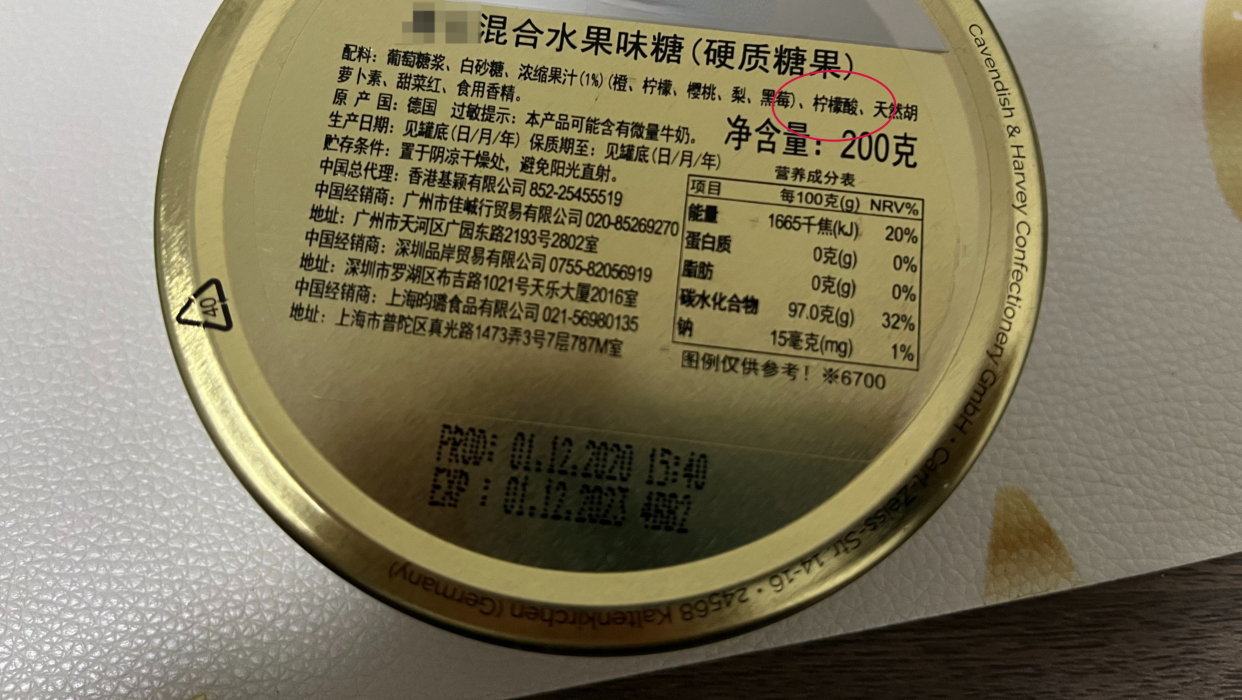 混合水果味糖(硬质糖果)
配料:葡萄糖浆、白砂糖、浓缩果汁(1%)(橙、柠檬、樱桃、梨、黑莓)、柠檬酸、天然胡
萝卜素、甜菜红、食用香精。
原 产 国:德国 过敏提示:本产品可能含有微量牛奶。
净含量:200克
生产日期:见罐底(日/月/年) 保质期至:见罐底(日/月/年)
贮存条件:置于阴凉干燥处,避免阳光直射。
中国总代理:香港基颖有限公司 852-25455519
中国经销商:广州市佳嵰行贸易有限公司 020-85269270
地址:广州市天河区广园东路2193号2802室
中国经销商:深圳品岸贸易有限公司 0755-82056919
地址:深圳市罗湖区布吉路1021号天乐大厦2016室
中国经销商:上海昀璐食品有限公司 021-56980135
地址:上海市普陀区真光路1473弄3号7层787M室
营养成分表
项目 每100克(g) NRV%
能量 1665千焦(kJ) 20%
蛋白质 0克(g) 0%
脂肪 0克(g) 0%
碳水化合物 97.0克(g) 32%
钠 15毫克(mg) 1%
图例仅供参考! ※6700
PROD: 01.12.2020 13:40
EXP : 01.12.2023 4882
40
Cavendish & Harvey Confectionery GmbH · Carl-Zeiss-Str. 14-16 · 24568 Kaltenkirchen (Germany)